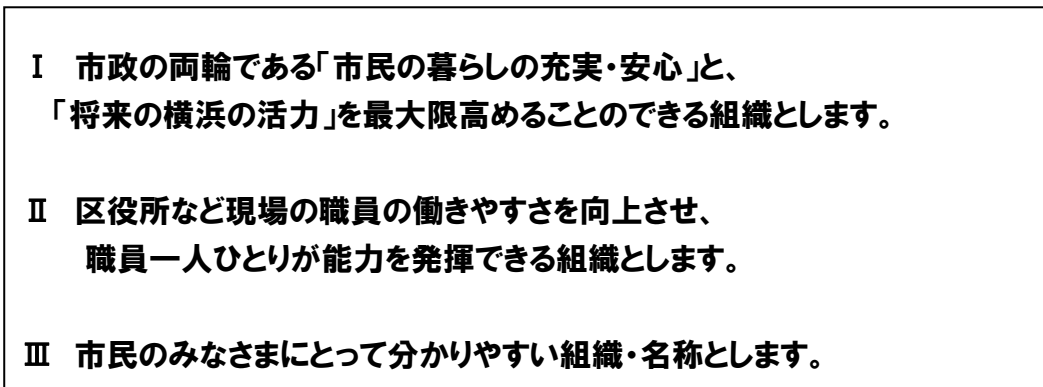 Ⅰ 市政の両輪である「市民の暮らしの充実・安心」と、
「将来の横浜の活力」を最大限高めることのできる組織とします。
Ⅱ 区役所など現場の職員の働きやすさを向上させ、
職員一人ひとりが能力を発揮できる組織とします。
Ⅲ 市民のみなさまにとって分かりやすい組織・名称とします。